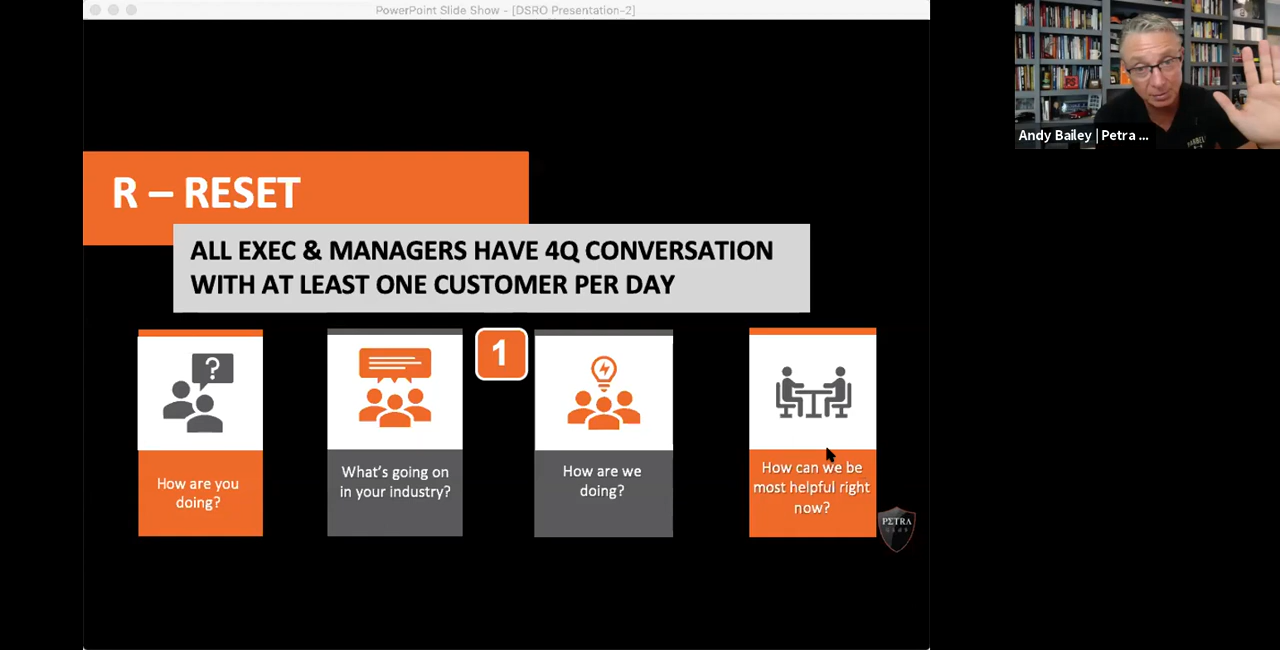 PowerPoint Slide Show - [DSRO Presentation-2]
Andy Bailey | Petra ...
R – RESET
ALL EXEC & MANAGERS HAVE 4Q CONVERSATION
WITH AT LEAST ONE CUSTOMER PER DAY
1
?
How are you
doing?
What's going on
in your industry?
How are we
doing?
How can we be
most helpful right
now?
PETRA